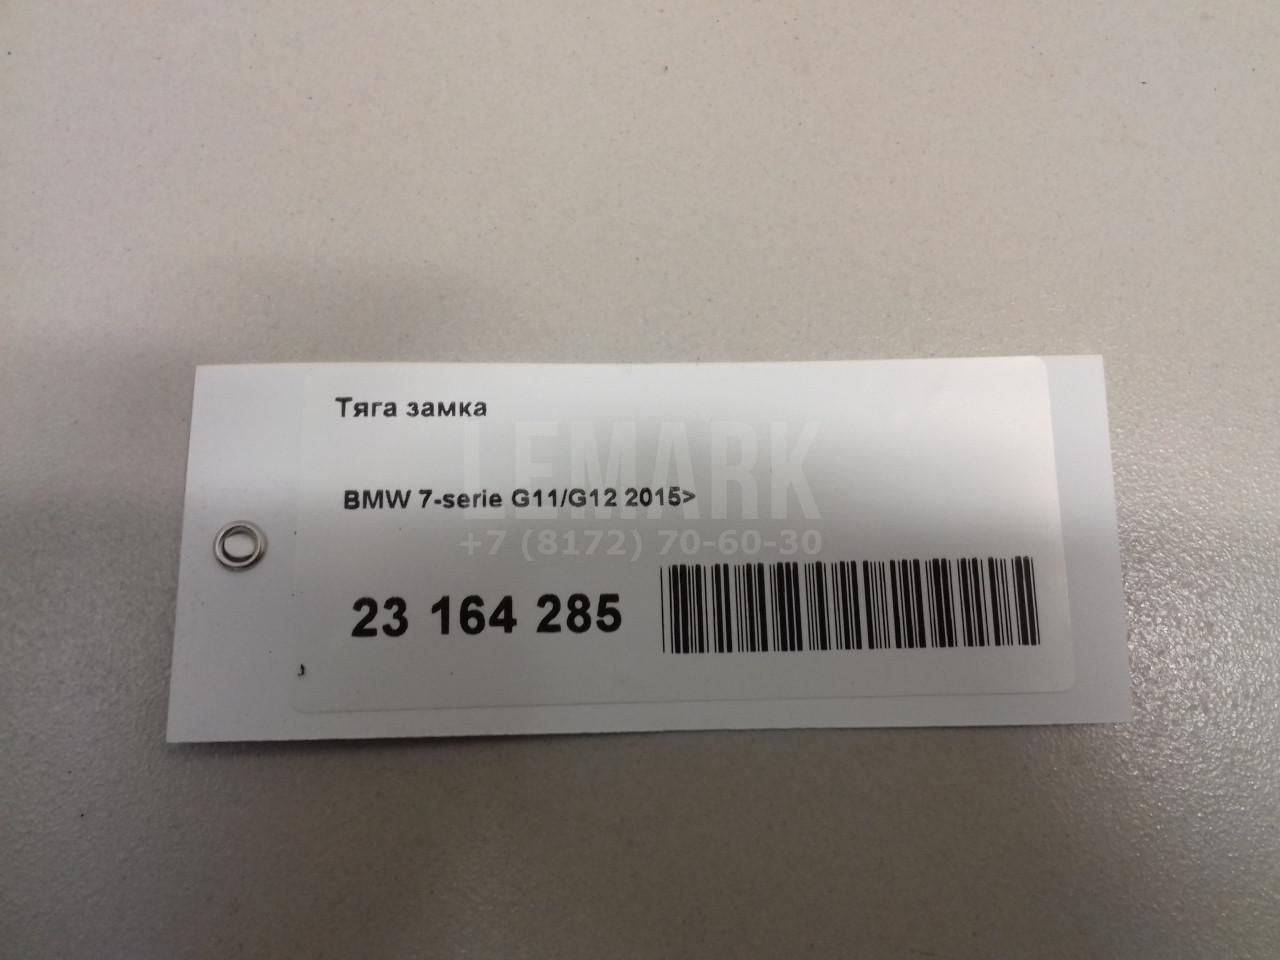 Тяга замка
LEMARK
BMW 7-serie G11/G12 2015>
+7 (8172) 70-60-30
23 164 285